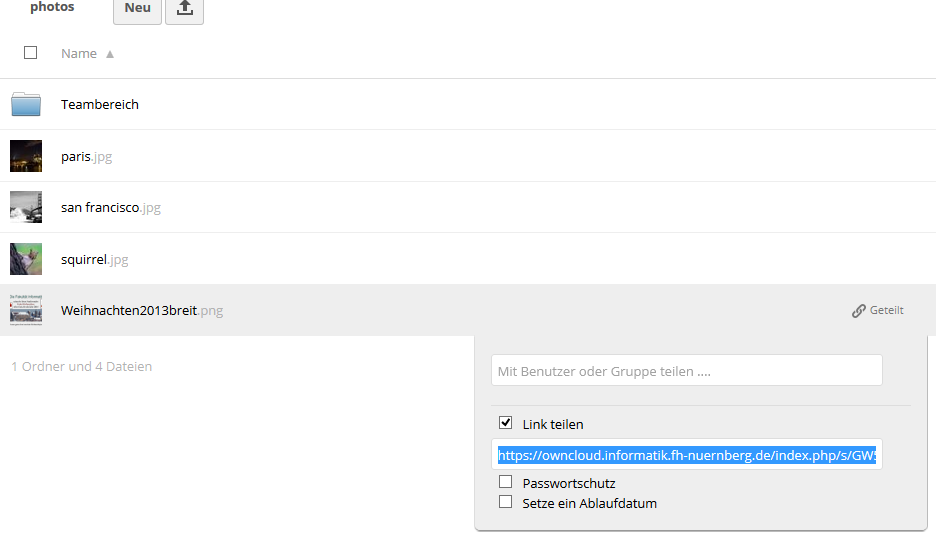 photos
Neu
Name ▲
Teambereich
paris.jpg
san francisco.jpg
squirrel.jpg
Weihnachten2013breit.png
Geteilt
1 Ordner und 4 Dateien
Mit Benutzer oder Gruppe teilen ....
Link teilen
https://owncloud.informatik.fh-nuernberg.de/index.php/s/GW5
Passwortschutz
Setze ein Ablaufdatum